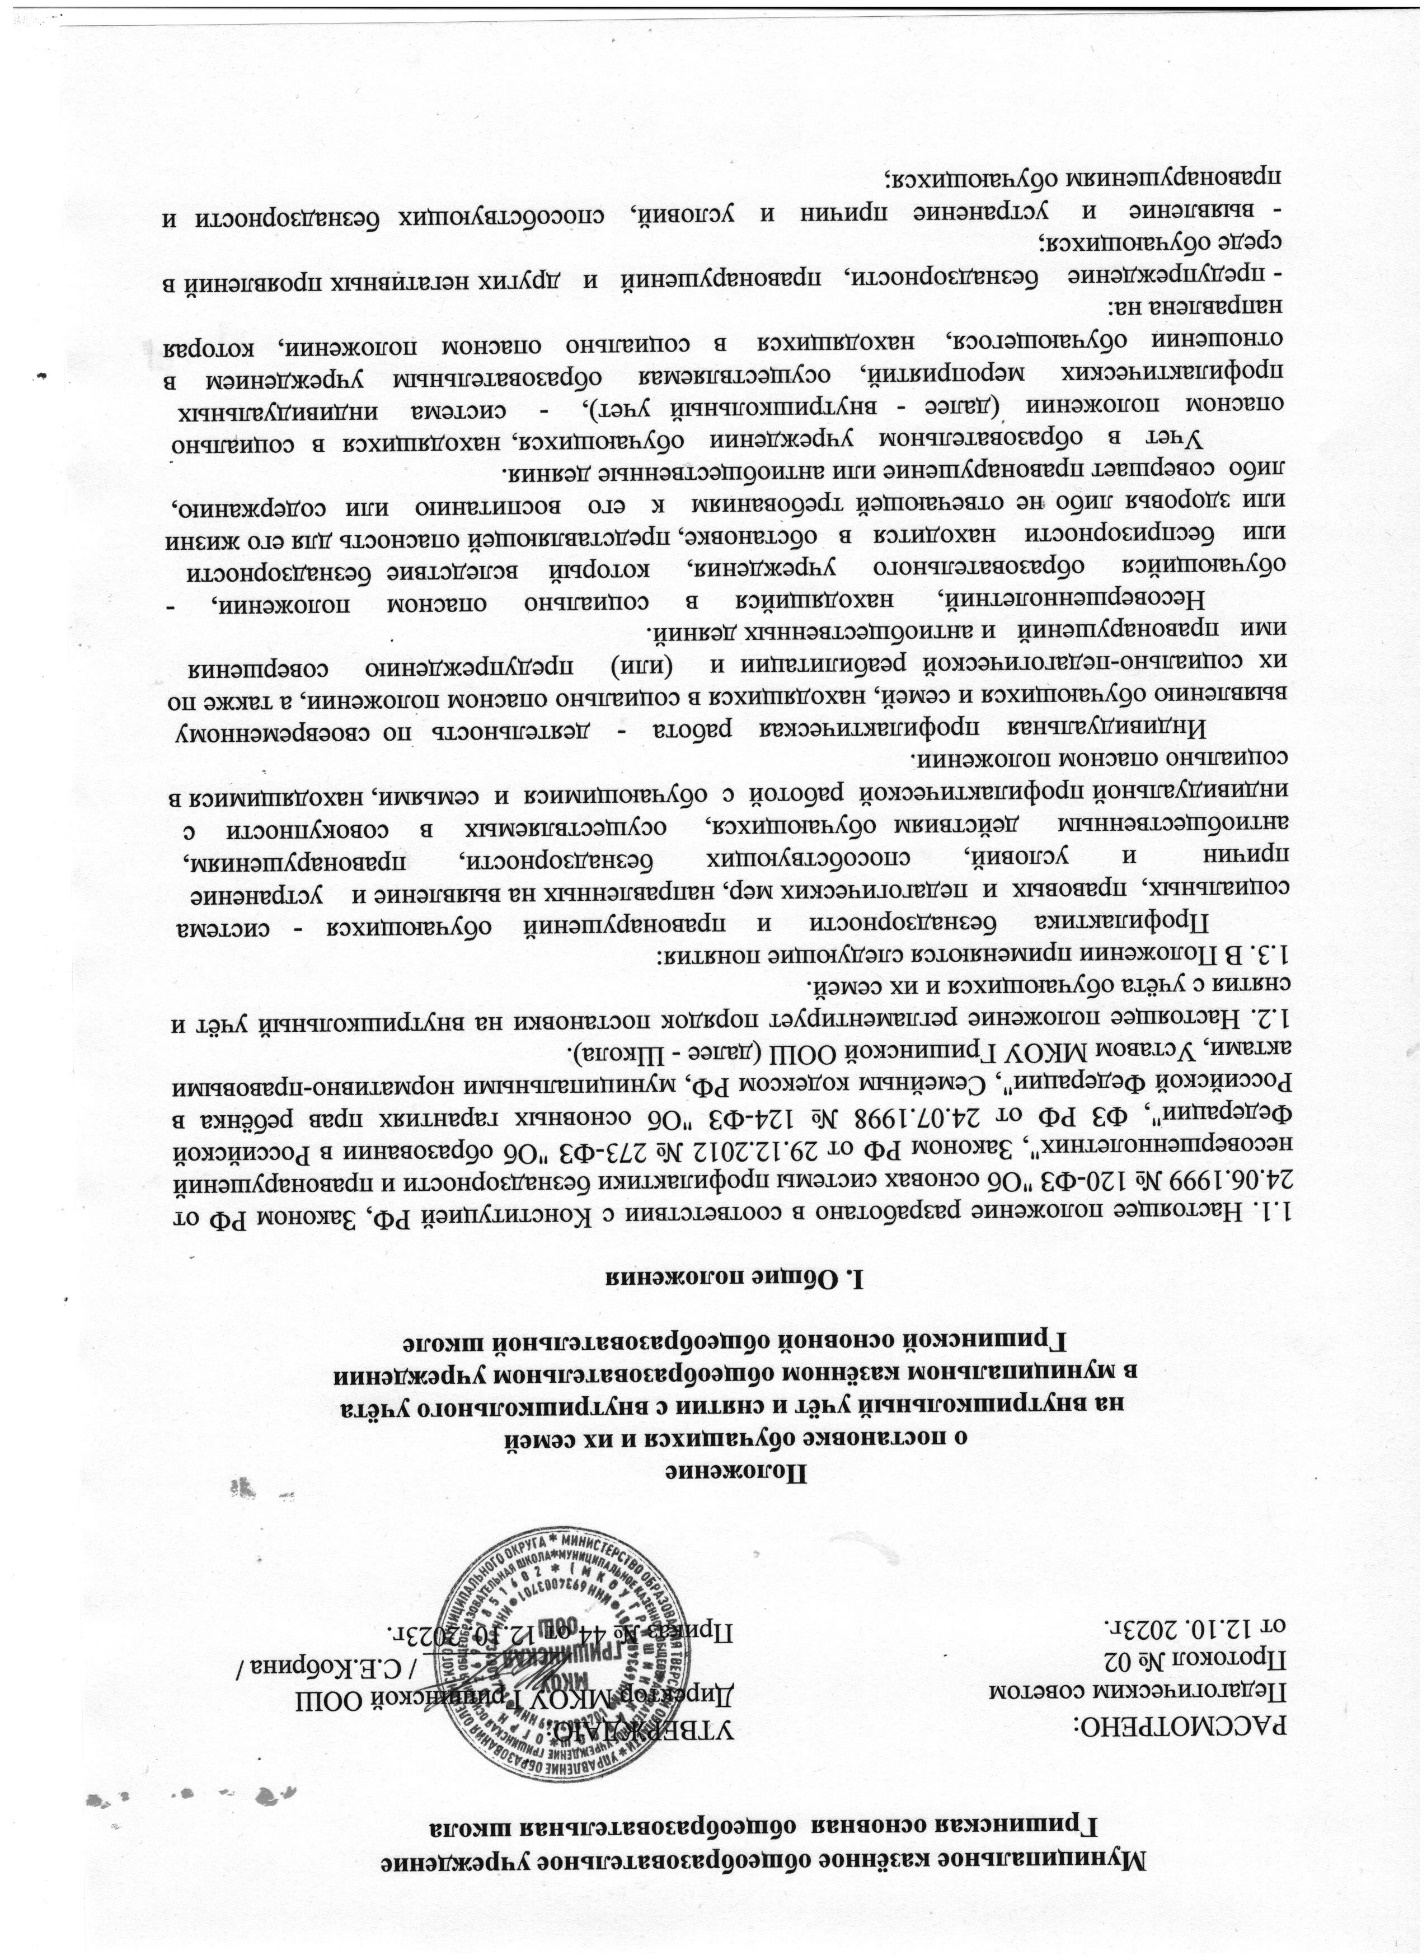 Муниципальное казённое общеобразовательное учреждение
Гришинская основная общеобразовательная школа
РАССМОТРЕНО:
Педагогическим советом
Протокол № 02
от 12.10. 2023г.
УТВЕРЖДАЮ:
Директор МКОУ Гришинской ООШ
/ С.Е.Кобрина /
Приказ № 44 от 12.10. 2023г.
МКОУ
ГРИШИНСКАЯ
ООШ
Положение
о постановке обучащихся и их семей
на внутришкольный учёт и снятии с внутришкольного учёта
в муниципальном казённом общеобразовательном учреждении
Гришинской основной общеобразовательной школе
I. Общие положения
1.1. Настоящее положение разработано в соответствии с Конституцией РФ, Законом РФ от
24.06.1999 № 120-ФЗ "Об основах системы профилактики безнадзорности и правонарушений
несовершеннолетних", Законом РФ от 29.12.2012 № 273-ФЗ "Об образовании в Российской
Федерации", ФЗ РФ от 24.07.1998 № 124-ФЗ "Об основных гарантиях прав ребёнка в
Российской Федерации", Семейным кодексом РФ, муниципальными нормативно-правовыми
актами, Уставом МКОУ Гришинской ООШ (далее - Школа).
1.2. Настоящее положение регламентирует порядок постановки на внутришкольный учёт и
снятия с учёта обучающихся и их семей.
1.3. В Положении применяются следующие понятия:
Профилактика безнадзорности и правонарушений обучающихся - система
социальных, правовых и педагогических мер, направленных на выявление и устранение
причин и условий, способствующих безнадзорности, правонарушениям,
антиобщественным действиям обучающихся, осуществляемых в совокупности с
индивидуальной профилактической работой с обучающимися и семьями, находящимися в
социально опасном положении.
Индивидуальная профилактическая работа - деятельность по своевременному
выявлению обучающихся и семей, находящихся в социально опасном положении, а также по
их социально-педагогической реабилитации и (или) предупреждению совершения
ими правонарушений и антиобщественных деяний.
Несовершеннолетний, находящийся в социально опасном положении, -
обучающийся образовательного учреждения, который вследствие безнадзорности
или беспризорности находится в обстановке, представляющей опасность для его жизни
или здоровья либо не отвечающей требованиям к его воспитанию или содержанию,
либо совершает правонарушение или антиобщественные деяния.
Учет в образовательном учреждении обучающихся, находящихся в социально
опасном положении (далее - внутришкольный учет), - система индивидуальных
профилактических мероприятий, осуществляемая образовательным учреждением в
отношении обучающегося, находящихся в социально опасном положении, которая
направлена на:
- предупреждение безнадзорности, правонарушений и других негативных проявлений в
среде обучающихся;
- выявление и устранение причин и условий, способствующих безнадзорности и
правонарушениям обучающихся;